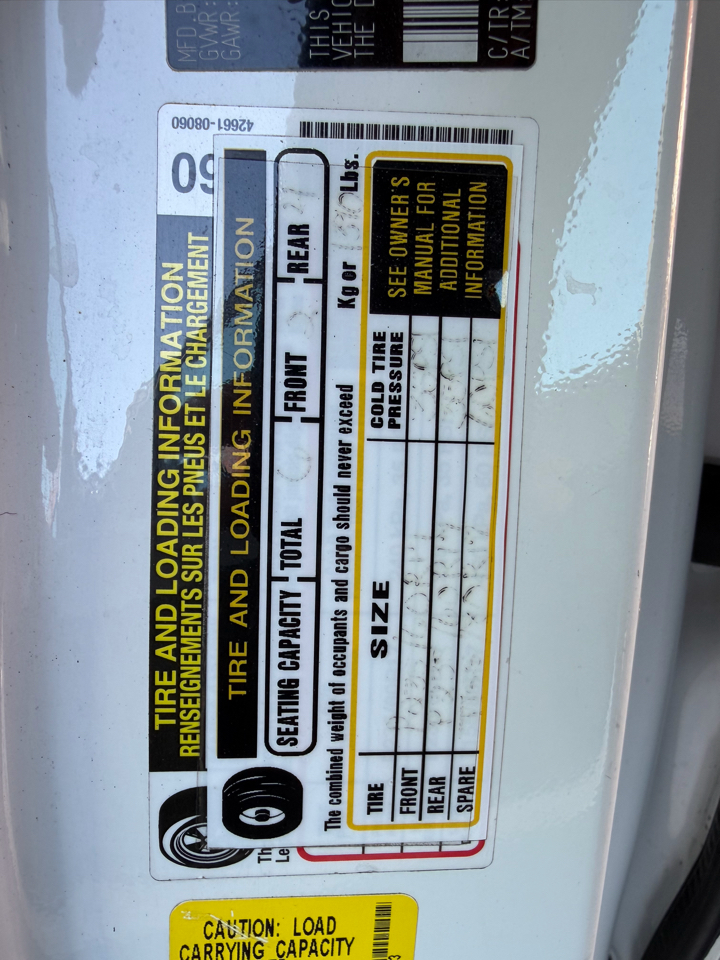 MFD.B
GVWR:
GAWR:
THIS
VEHIC
THE D
C/TR:
A/TM:
42661-08060
TIRE AND LOADING INFORMATION
RENSEIGNEMENTS SUR LES PNEUS ET LE CHARGEMENT
TIRE AND LOADING INFORMATION
SEATING CAPACITY TOTAL FRONT REAR
The combined weight of occupants and cargo should never exceed Kg or Lbs.
TIRE SIZE COLD TIRE PRESSURE
FRONT
REAR
SPARE
SEE OWNER'S
MANUAL FOR
ADDITIONAL
INFORMATION
Th
Le
CAUTION: LOAD
CARRYING CAPACITY